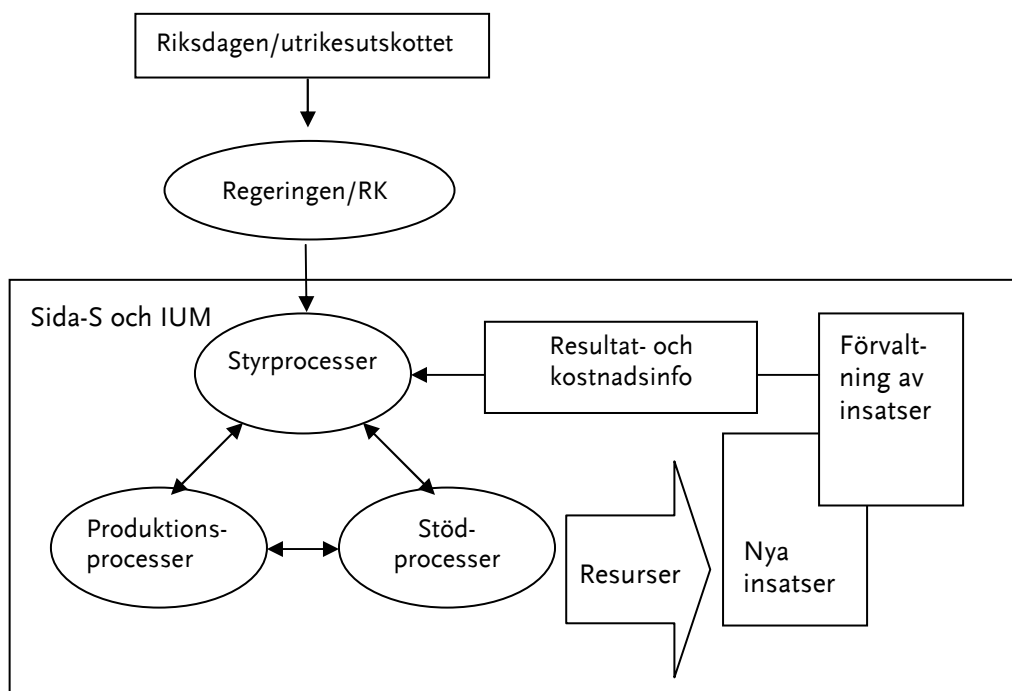 Riksdagen/utrikesutskottet
Regeringen/RK
Sida-S och IUM
Styrprocesser
Resultat- och
kostnadsinfo
Förvalt-
ning av
insatser
Produktions-
processer
Stöd-
processer
Resurser
Nya
insatser